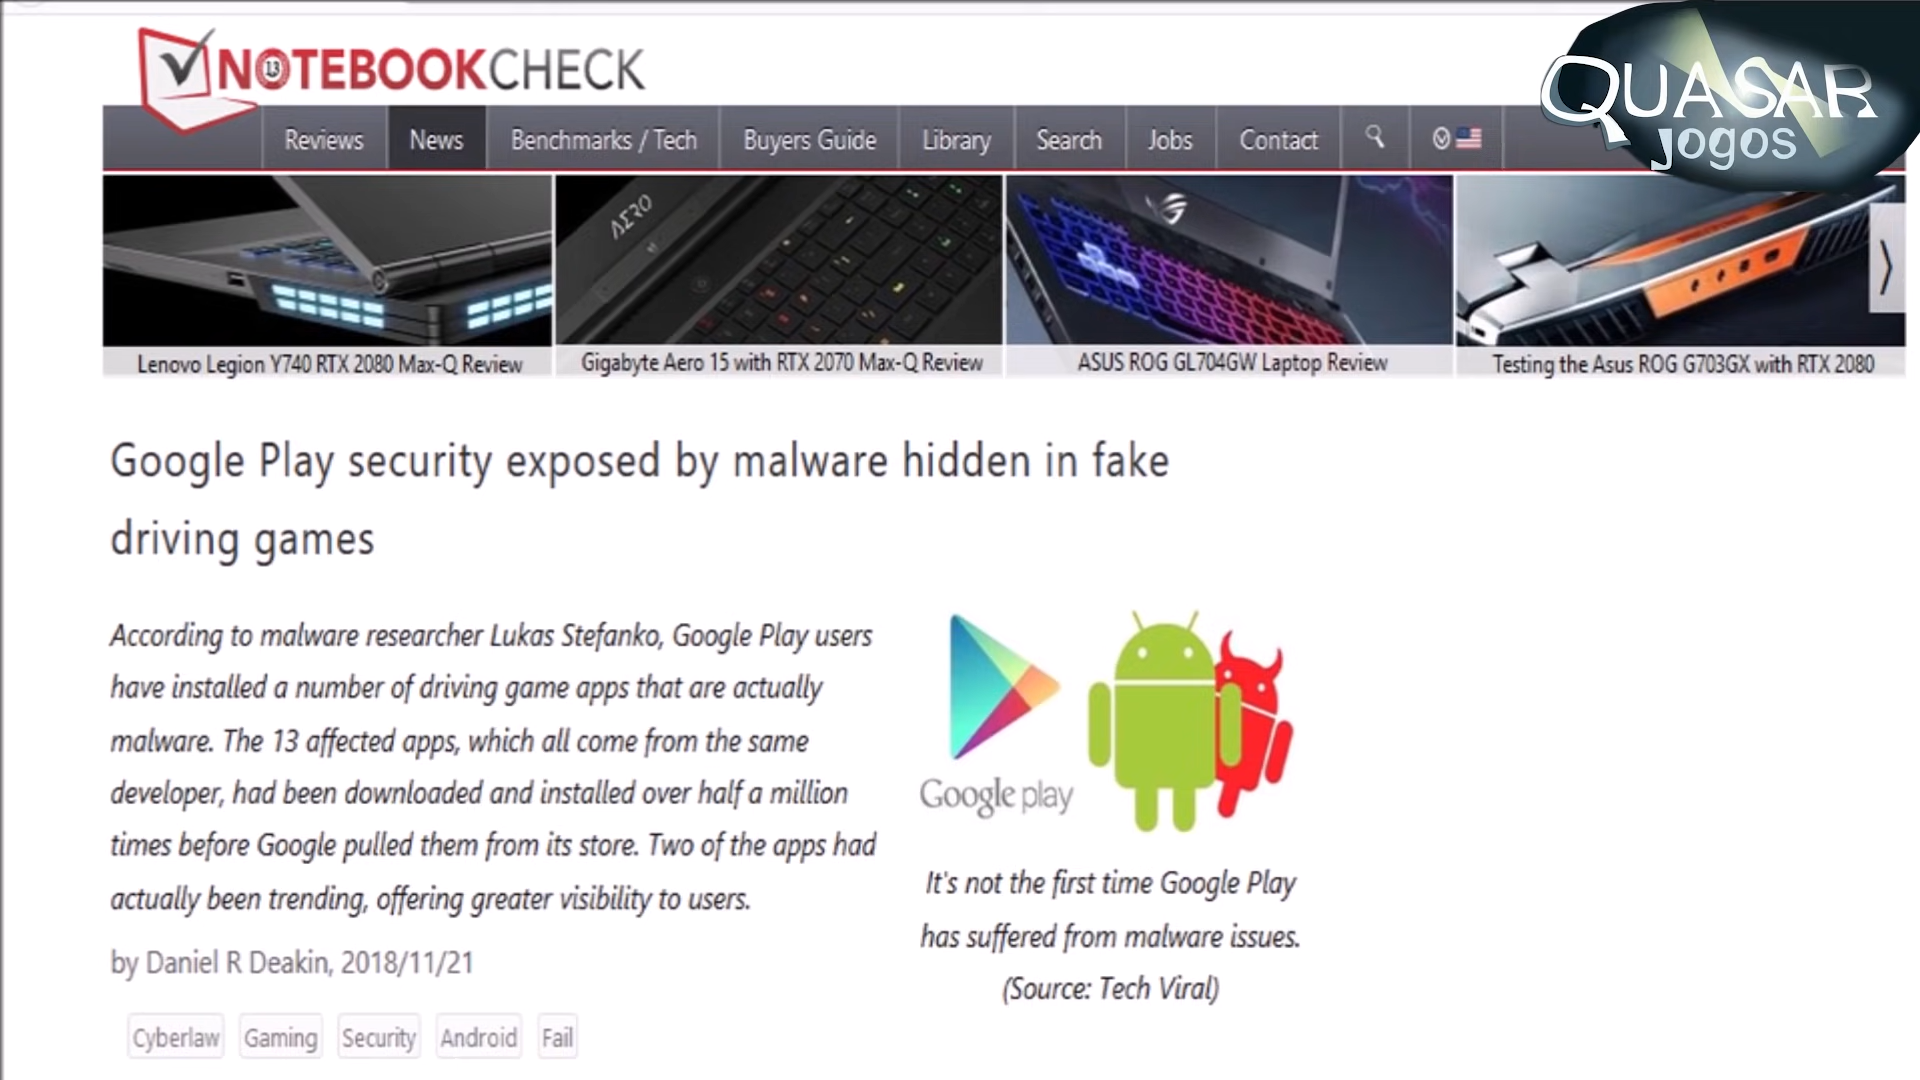 NOTEBOOKCHECK
13
QUASAR
jogos
Reviews
News
Benchmarks / Tech
Buyers Guide
Library
Search
Jobs
Contact
AERO
Lenovo Legion Y740 RTX 2080 Max-Q Review
Gigabyte Aero 15 with RTX 2070 Max-Q Review
ASUS ROG GL704GW Laptop Review
Testing the Asus ROG G703GX with RTX 2080
Google Play security exposed by malware hidden in fake
driving games
According to malware researcher Lukas Stefanko, Google Play users
have installed a number of driving game apps that are actually
malware. The 13 affected apps, which all come from the same
developer, had been downloaded and installed over half a million
times before Google pulled them from its store. Two of the apps had
actually been trending, offering greater visibility to users.
by Daniel R Deakin, 2018/11/21
Cyberlaw
Gaming
Security
Android
Fail
Google play
It's not the first time Google Play
has suffered from malware issues.
(Source: Tech Viral)